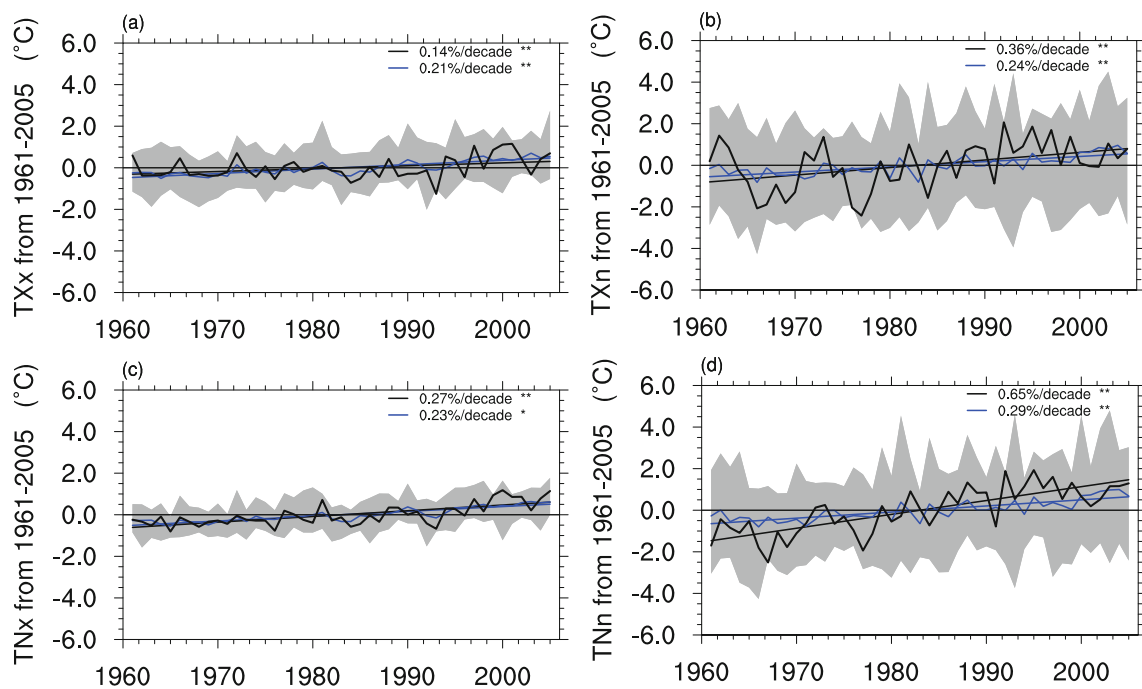 (a)
TXx from 1961-2005 (°C)
6.0
4.0
2.0
0.0
-2.0
-4.0
-6.0
0.14%/decade **
0.21%/decade **
1960 1970 1980 1990 2000
(b)
TXn from 1961-2005 (°C)
6.0
4.0
2.0
0.0
-2.0
-4.0
-6.0
0.36%/decade **
0.24%/decade **
1960 1970 1980 1990 2000
(c)
TNx from 1961-2005 (°C)
6.0
4.0
2.0
0.0
-2.0
-4.0
-6.0
0.27%/decade **
0.23%/decade *
1960 1970 1980 1990 2000
(d)
TNn from 1961-2005 (°C)
6.0
4.0
2.0
0.0
-2.0
-4.0
-6.0
0.65%/decade **
0.29%/decade **
1960 1970 1980 1990 2000